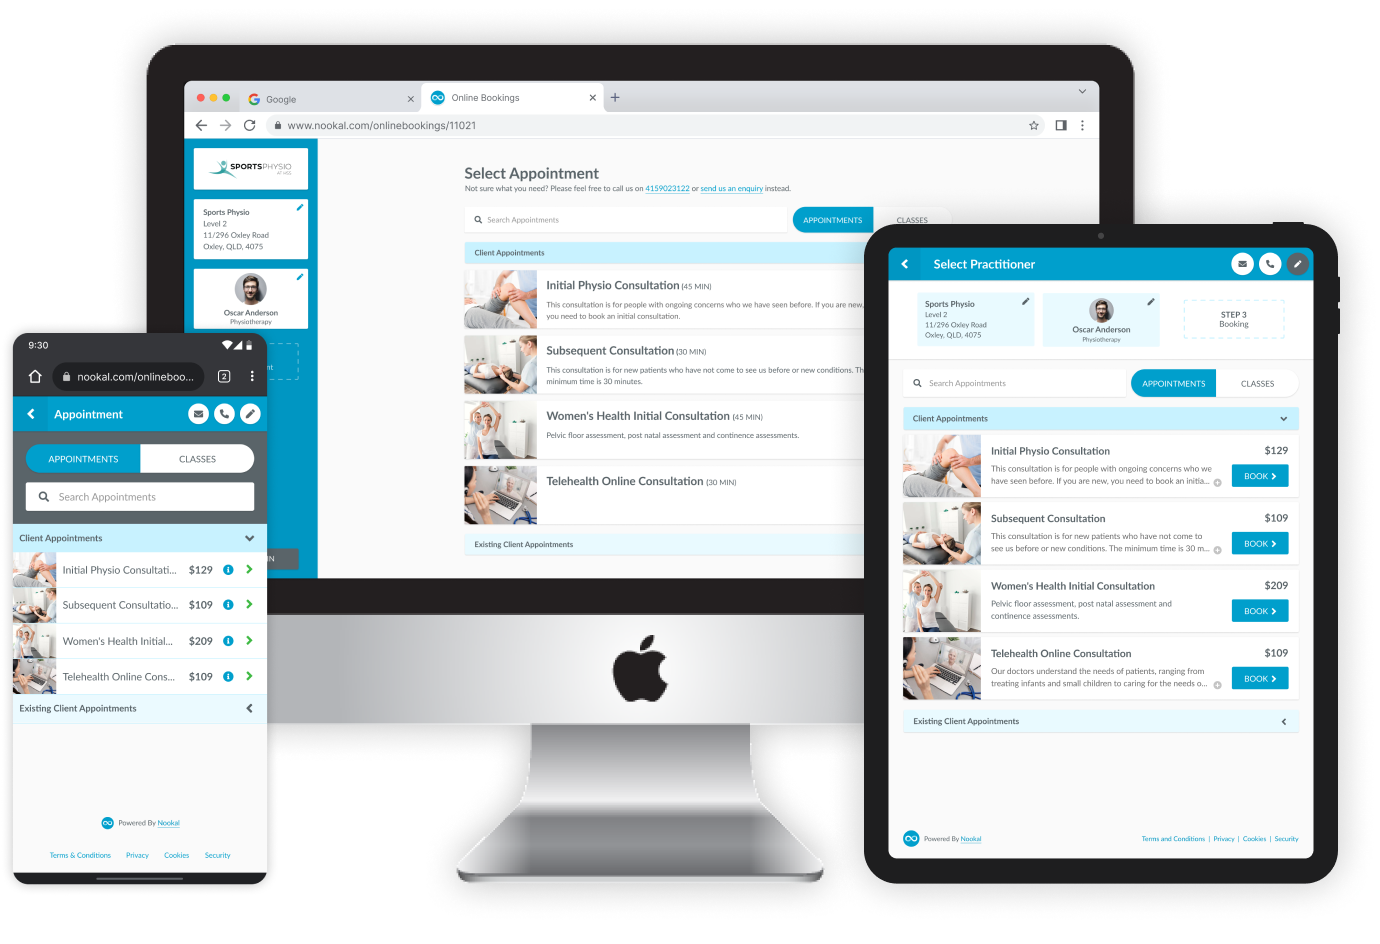 Google
Online Bookings
www.nookal.com/onlinebookings/11021
SPORTSPHYSIO
Sports Physio
Level 2
11/296 Oxley Road
Oxley, QLD, 4075
Oscar Anderson
Physiotherapy
nt
IN
Select Appointment
Not sure what you need? Please feel free to call us on 4159023122 or send us an enquiry instead.
Search Appointments
APPOINTMENTS
CLASSES
Client Appointments
Initial Physio Consultation (45 MIN)
This consultation is for people with ongoing concerns who we have seen before. If you are new,
you need to book an initial consultation.
Subsequent Consultation (30 MIN)
This consultation is for new patients who have not come to see us before or new conditions. Th
minimum time is 30 minutes.
Women's Health Initial Consultation (45 MIN)
Pelvic floor assessment, post natal assessment and continence assessments.
Telehealth Online Consultation (30 MIN)
Existing Client Appointments
9:30
nookal.com/onlineboo...
2
Appointment
APPOINTMENTS
CLASSES
Search Appointments
Client Appointments
Initial Physio Consultati... $129
Subsequent Consultatio... $109
Women's Health Initial... $209
Telehealth Online Cons... $109
Existing Client Appointments
Powered By Nookal
Terms & Conditions Privacy Cookies Security
Select Practitioner
Sports Physio
Level 2
11/296 Oxley Road
Oxley, QLD, 4075
Oscar Anderson
Physiotherapy
STEP 3
Booking
Search Appointments
APPOINTMENTS
CLASSES
Client Appointments
Initial Physio Consultation $129
This consultation is for people with ongoing concerns who we
have seen before. If you are new, you need to book an initia...
BOOK
Subsequent Consultation $109
This consultation is for new patients who have not come to
see us before or new conditions. The minimum time is 30 m...
BOOK
Women's Health Initial Consultation $209
Pelvic floor assessment, post natal assessment and
continence assessments.
BOOK
Telehealth Online Consultation $109
Our doctors understand the needs of patients, ranging from
treating infants and small children to caring for the needs o...
BOOK
Existing Client Appointments
Powered By Nookal
Terms and Conditions | Privacy | Cookies | Security